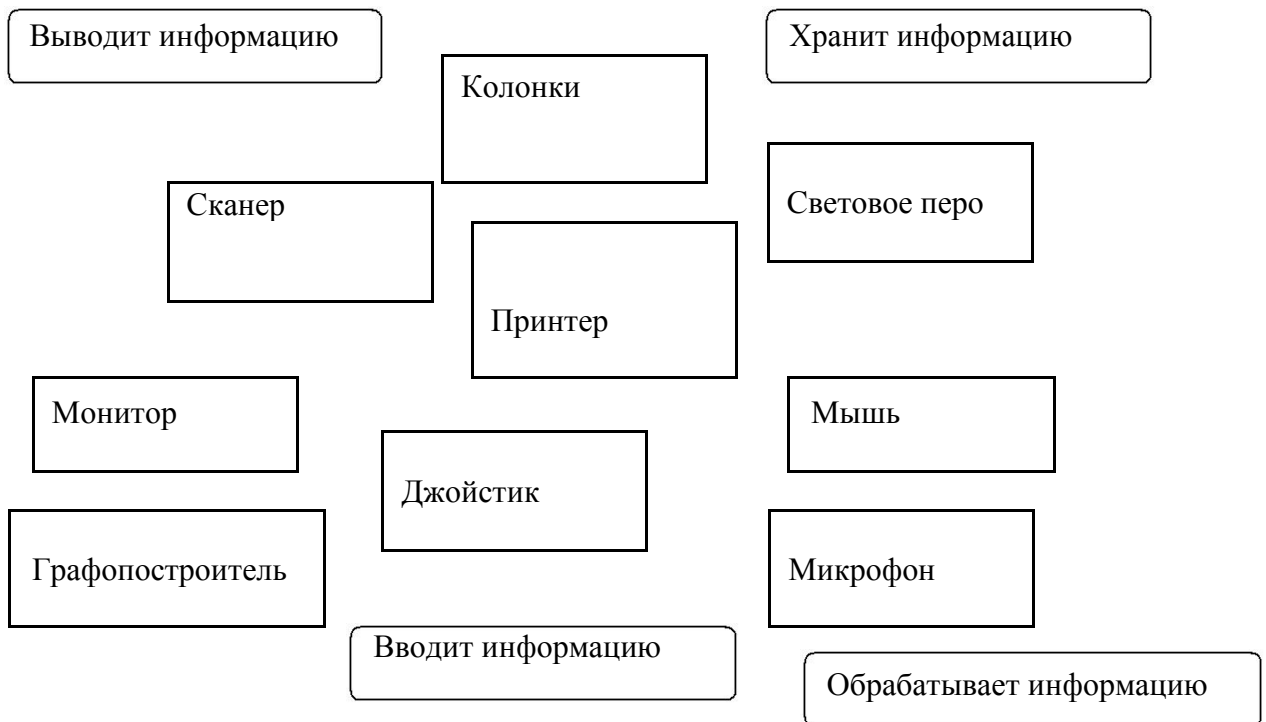 Выводит информацию
Хранит информацию
Колонки
Сканер
Световое перо
Принтер
Монитор
Мышь
Джойстик
Графопостроитель
Микрофон
Вводит информацию
Обрабатывает информацию